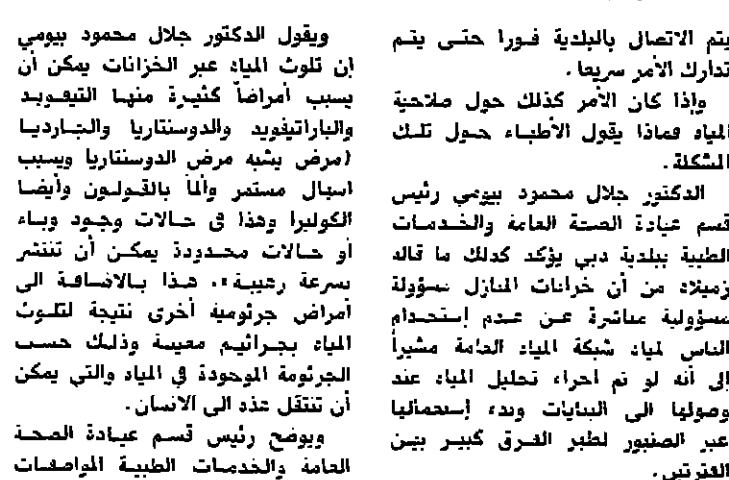 يتم الاتصال بالبلدية فورا حتى يتم
تدارك الأمر سريعا.
وإذا كان الأمر كذلك حول صلاحية
المياه فماذا يقول الأطباء حول تلك
المشكلة.
الدكتور جلال محمود بيومي رئيس
قسم عيادة الصحة العامة والخدمات
الطبية ببلدية دبي يؤكد كذلك ما قاله
زميلاه من أن خزانات المنازل مسؤولة
مسؤولية مباشرة عن عدم إستخدام
الناس لمياه شبكة المياه العامة مشيراً
إلى أنه لو تم اجراء تحليل المياه عند
وصولها الى البنايات وبدء إستعمالها
عبر الصنبور لظهر الفرق كبير بين
الفترتين.
ويقول الدكتور جلال محمود بيومي
إن تلوث المياه عبر الخزانات يمكن أن
يسبب أمراضاً كثيرة منها التيفويد
والباراتيفويد والدوسنتاريا والجارديا
(مرض يشبه مرض الدوسنتاريا ويسبب
اسهال مستمر وألماً بالقولون وأيضا
الكوليرا وهذا في حالات وجود وباء
أو حالات محدودة يمكن أن تنتشر
بسرعة رهيبة». هذا بالاضافة الى
أمراض جرثومية أخرى نتيجة لتلوث
المياه بجراثيم معينة وذلك حسب
الجرثومة الموجودة في المياه والتي يمكن
أن تنتقل هذه الى الانسان.
ويوضح رئيس قسم عيادة الصحة
العامة والخدمات الطبية المواصفات